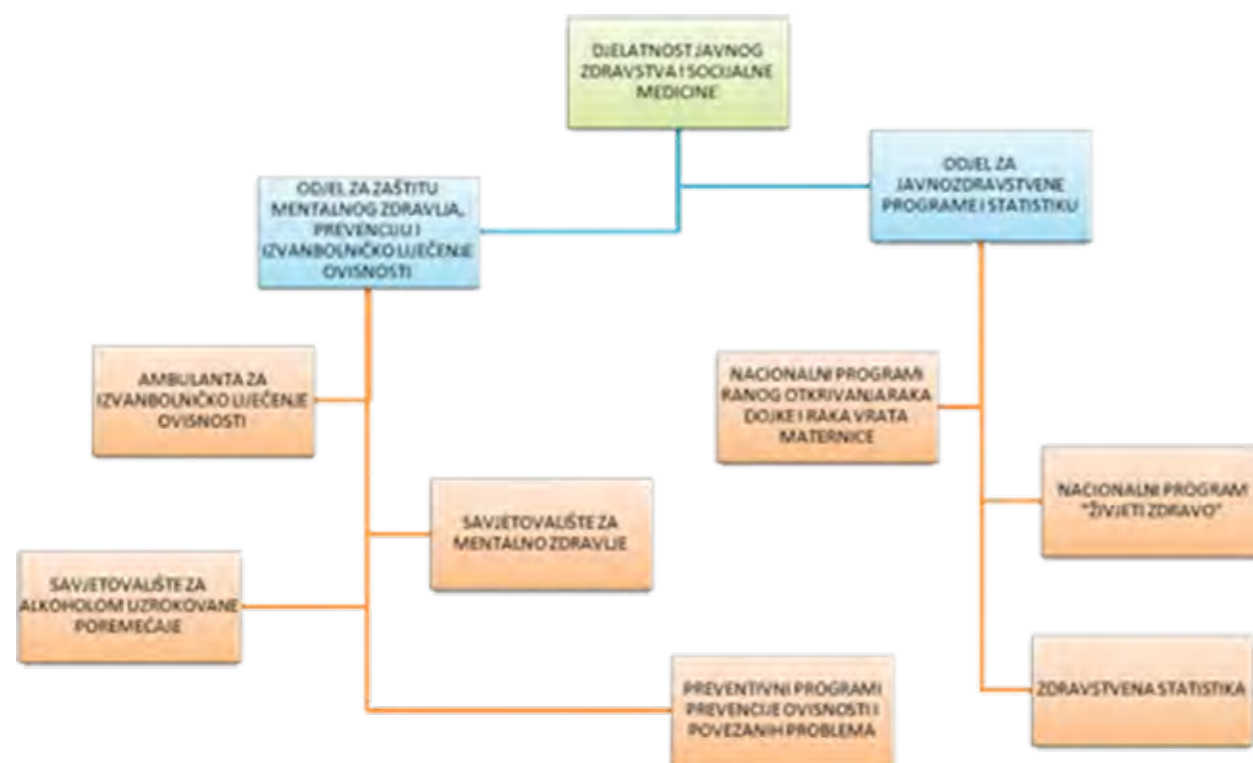 DJELATNOST JAVNOG
ZDRAVSTVA I SOCIJALNE
MEDICINE
ODJEL ZA ZAŠTITU
MENTALNOG ZDRAVLJA,
PREVENCIJU I
IZVANBOLNIČKO LIJEČENJE
OVISNOSTI
ODJEL ZA
JAVNOZDRAVSTVENE
PROGRAME I STATISTIKU
AMBULANTA ZA
IZVANBOLNIČKO LIJEČENJE
OVISNOSTI
NACIONALNI PROGRAMI
RANOG OTKRIVANJA RAKA
DOJKE I RAKA VRATA
MATERNICE
SAVJETOVALIŠTE ZA
MENTALNO ZDRAVLJE
NACIONALNI PROGRAM
"ŽIVJETI ZDRAVO"
SAVJETOVALIŠTE ZA
ALKOHOLOM UZROKOVANE
POREMEĆAJE
PREVENTIVNI PROGRAMI
PREVENCIJE OVISNOSTI I
POVEZANIH PROBLEMA
ZDRAVSTVENA STATISTIKA